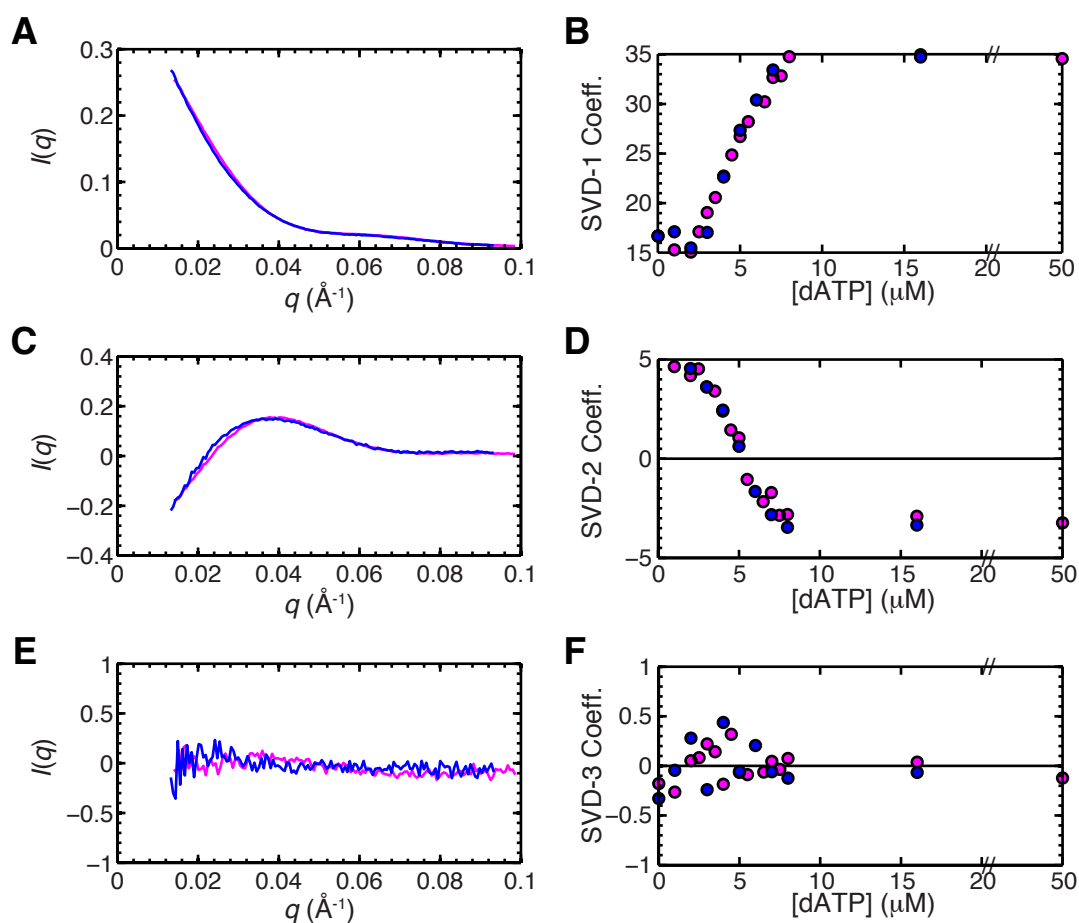 A
B
0.3
0.2
0.1
0
I(q)
0 0.02 0.04 0.06 0.08 0.1
q (Å-1)
35
30
25
20
15
SVD-1 Coeff.
//
0 5 10 15 20 50
//
[dATP] (μM)
C
D
0.4
0.2
0
−0.2
−0.4
I(q)
0 0.02 0.04 0.06 0.08 0.1
q (Å-1)
5
0
−5
SVD-2 Coeff.
//
0 5 10 15 20 50
//
[dATP] (μM)
E
F
1
0.5
0
−0.5
−1
I(q)
0 0.02 0.04 0.06 0.08 0.1
q (Å-1)
1
0.5
0
−0.5
−1
SVD-3 Coeff.
//
0 5 10 15 20 50
//
[dATP] (μM)